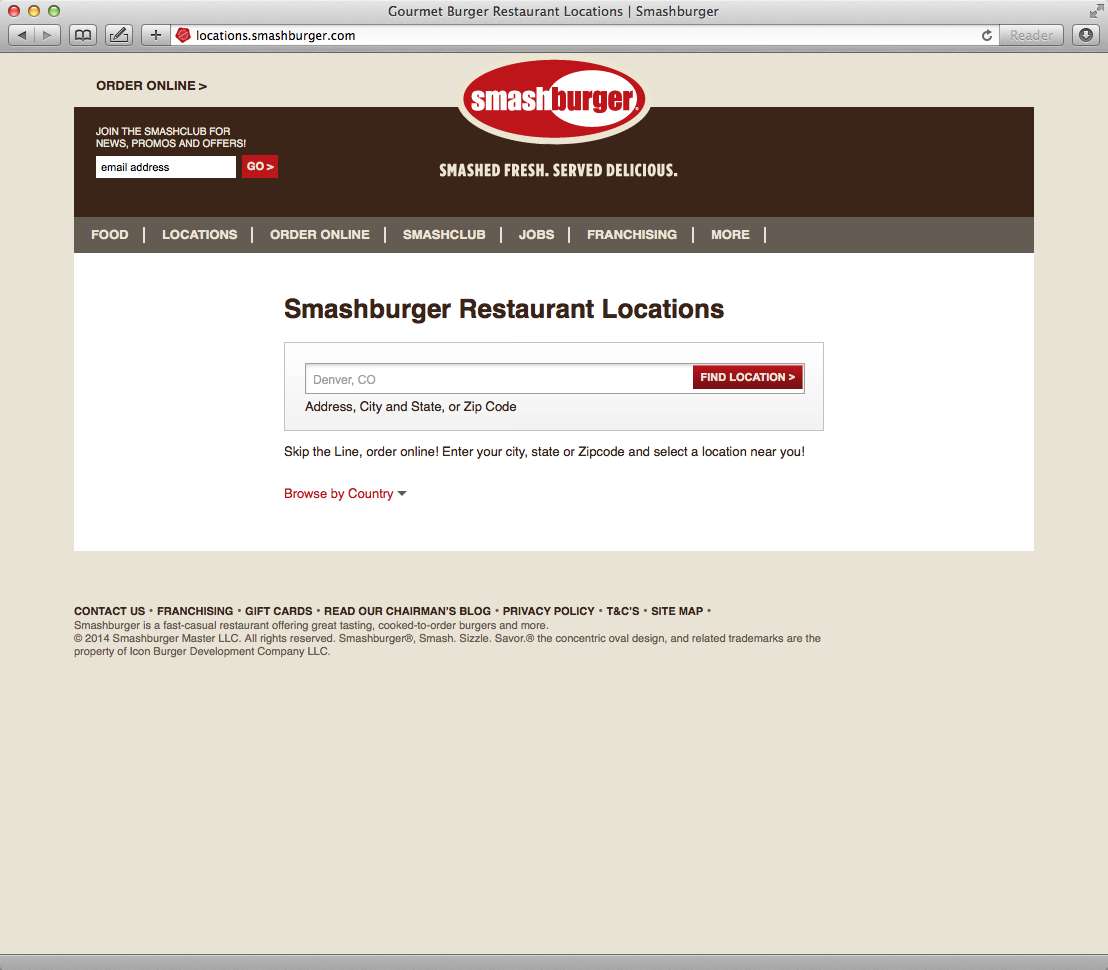 Gourmet Burger Restaurant Locations | Smashburger
locations.smashburger.com
Reader
ORDER ONLINE >
smashburger
JOIN THE SMASHCLUB FOR
NEWS, PROMOS AND OFFERS!
email address
GO >
SMASHED FRESH. SERVED DELICIOUS.
FOOD | LOCATIONS | ORDER ONLINE | SMASHCLUB | JOBS | FRANCHISING | MORE |
Smashburger Restaurant Locations
Denver, CO
FIND LOCATION >
Address, City and State, or Zip Code
Skip the Line, order online! Enter your city, state or Zipcode and select a location near you!
Browse by Country
CONTACT US • FRANCHISING • GIFT CARDS • READ OUR CHAIRMAN'S BLOG • PRIVACY POLICY • T&C'S • SITE MAP •
Smashburger is a fast-casual restaurant offering great tasting, cooked-to-order burgers and more.
© 2014 Smashburger Master LLC. All rights reserved. Smashburger®, Smash. Sizzle. Savor.® the concentric oval design, and related trademarks are the
property of Icon Burger Development Company LLC.